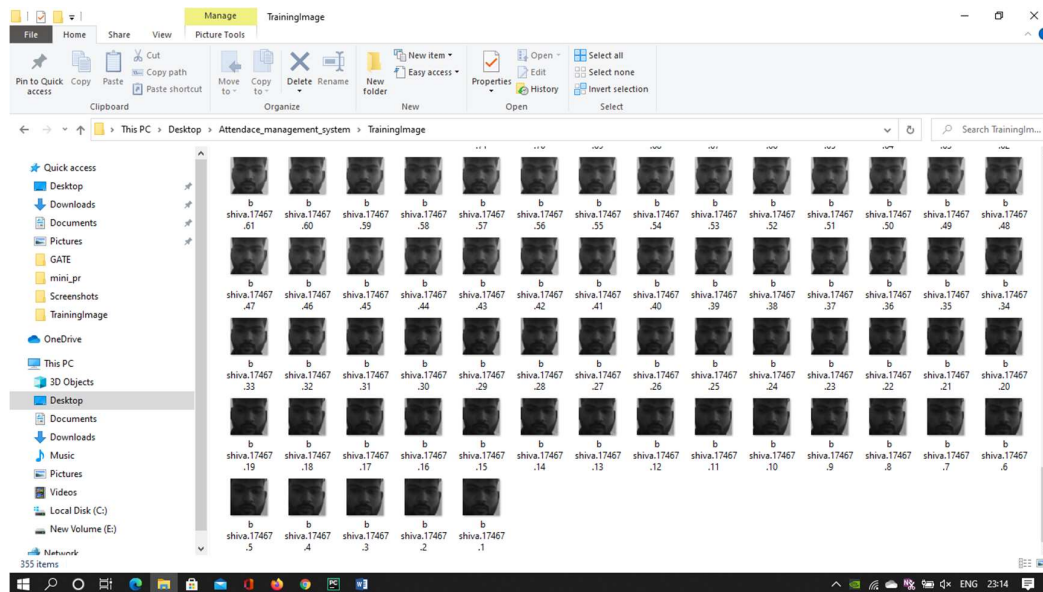 Manage
TrainingImage
File
Home
Share
View
Picture Tools
Pin to Quick access
Copy
Paste
Cut
Copy path
Paste shortcut
Clipboard
Move to
Copy to
Delete
Rename
Organize
New folder
New item
Easy access
New
Properties
Open
Edit
History
Open
Select all
Select none
Invert selection
Select
This PC > Desktop > Attendace_management_system > TrainingImage
Search TrainingIm...
Quick access
Desktop
Downloads
Documents
Pictures
GATE
mini_pr
Screenshots
TrainingImage
OneDrive
This PC
3D Objects
Desktop
Documents
Downloads
Music
Pictures
Videos
Local Disk (C:)
New Volume (E:)
Network
b b b b b b b b b b b b b b
shiva.17467 shiva.17467 shiva.17467 shiva.17467 shiva.17467 shiva.17467 shiva.17467 shiva.17467 shiva.17467 shiva.17467 shiva.17467 shiva.17467 shiva.17467 shiva.17467
.61 .60 .59 .58 .57 .56 .55 .54 .53 .52 .51 .50 .49 .48
b b b b b b b b b b b b b b
shiva.17467 shiva.17467 shiva.17467 shiva.17467 shiva.17467 shiva.17467 shiva.17467 shiva.17467 shiva.17467 shiva.17467 shiva.17467 shiva.17467 shiva.17467 shiva.17467
.47 .46 .45 .44 .43 .42 .41 .40 .39 .38 .37 .36 .35 .34
b b b b b b b b b b b b b b
shiva.17467 shiva.17467 shiva.17467 shiva.17467 shiva.17467 shiva.17467 shiva.17467 shiva.17467 shiva.17467 shiva.17467 shiva.17467 shiva.17467 shiva.17467 shiva.17467
.33 .32 .31 .30 .29 .28 .27 .26 .25 .24 .23 .22 .21 .20
b b b b b b b b b b b b b b
shiva.17467 shiva.17467 shiva.17467 shiva.17467 shiva.17467 shiva.17467 shiva.17467 shiva.17467 shiva.17467 shiva.17467 shiva.17467 shiva.17467 shiva.17467 shiva.17467
.19 .18 .17 .16 .15 .14 .13 .12 .11 .10 .9 .8 .7 .6
b b b b b
shiva.17467 shiva.17467 shiva.17467 shiva.17467 shiva.17467
.5 .4 .3 .2 .1
355 items
ENG 23:14